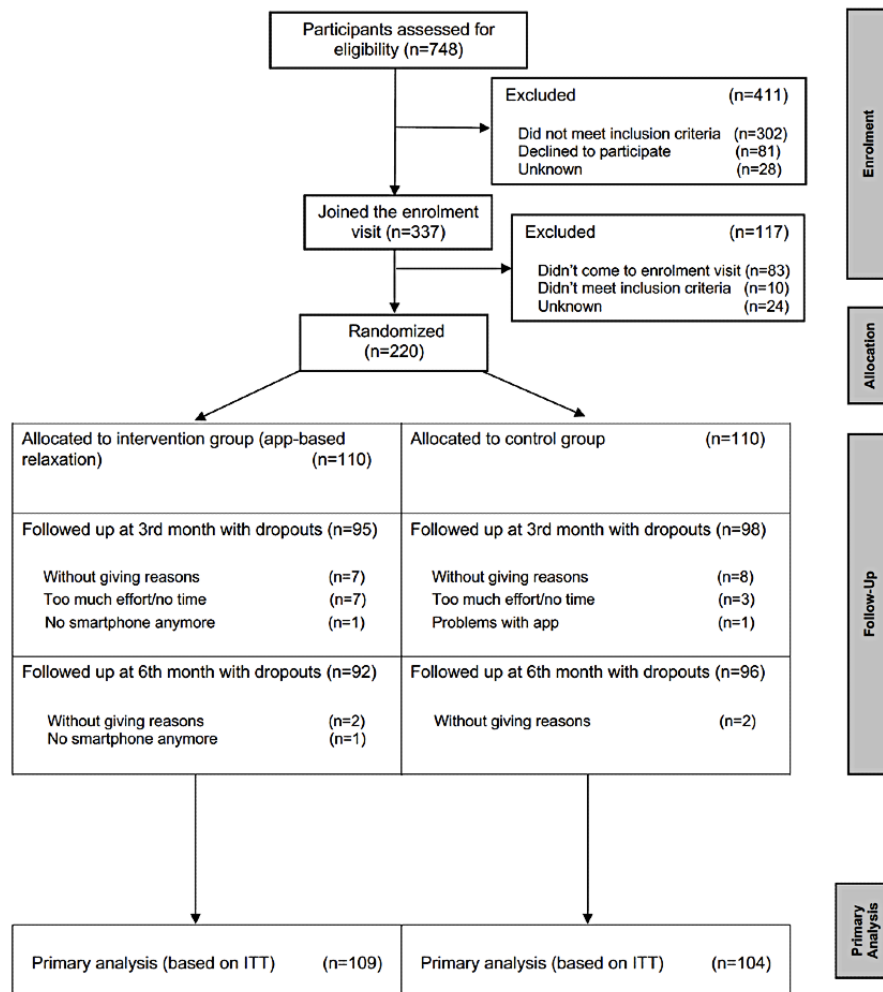 Participants assessed for
eligibility (n=748)
Excluded (n=411)
Did not meet inclusion criteria (n=302)
Declined to participate (n=81)
Unknown (n=28)
Enrolment
Joined the enrolment
visit (n=337)
Excluded (n=117)
Didn't come to enrolment visit (n=83)
Didn't meet inclusion criteria (n=10)
Unknown (n=24)
Randomized
(n=220)
Allocation
Allocated to intervention group (app-based
relaxation) (n=110)
Allocated to control group (n=110)
Followed up at 3rd month with dropouts (n=95)
Without giving reasons (n=7)
Too much effort/no time (n=7)
No smartphone anymore (n=1)
Followed up at 3rd month with dropouts (n=98)
Without giving reasons (n=8)
Too much effort/no time (n=3)
Problems with app (n=1)
Follow-Up
Followed up at 6th month with dropouts (n=92)
Without giving reasons (n=2)
No smartphone anymore (n=1)
Followed up at 6th month with dropouts (n=96)
Without giving reasons (n=2)
Primary analysis (based on ITT) (n=109)
Primary analysis (based on ITT) (n=104)
Primary
Analysis